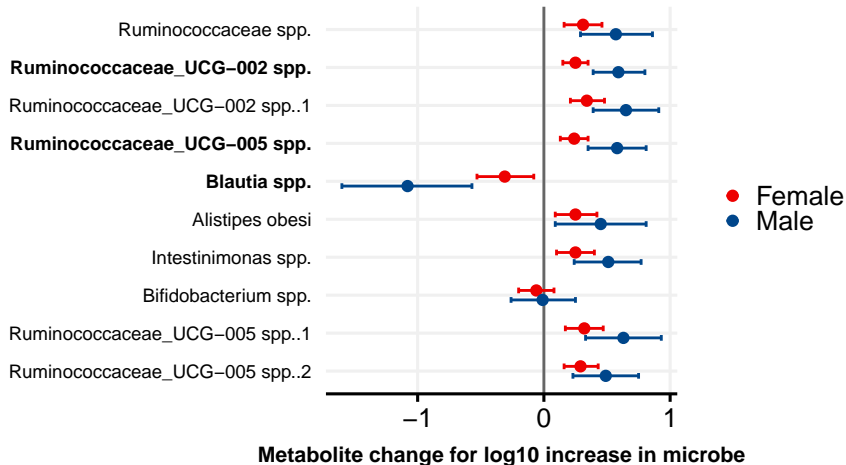 Ruminococcaceae spp.
Ruminococcaceae_UCG−002 spp.
Ruminococcaceae_UCG−002 spp..1
Ruminococcaceae_UCG−005 spp.
Blautia spp.
Alistipes obesi
Intestinimonas spp.
Bifidobacterium spp.
Ruminococcaceae_UCG−005 spp..1
Ruminococcaceae_UCG−005 spp..2
Female
Male
−1 0 1
Metabolite change for log10 increase in microbe